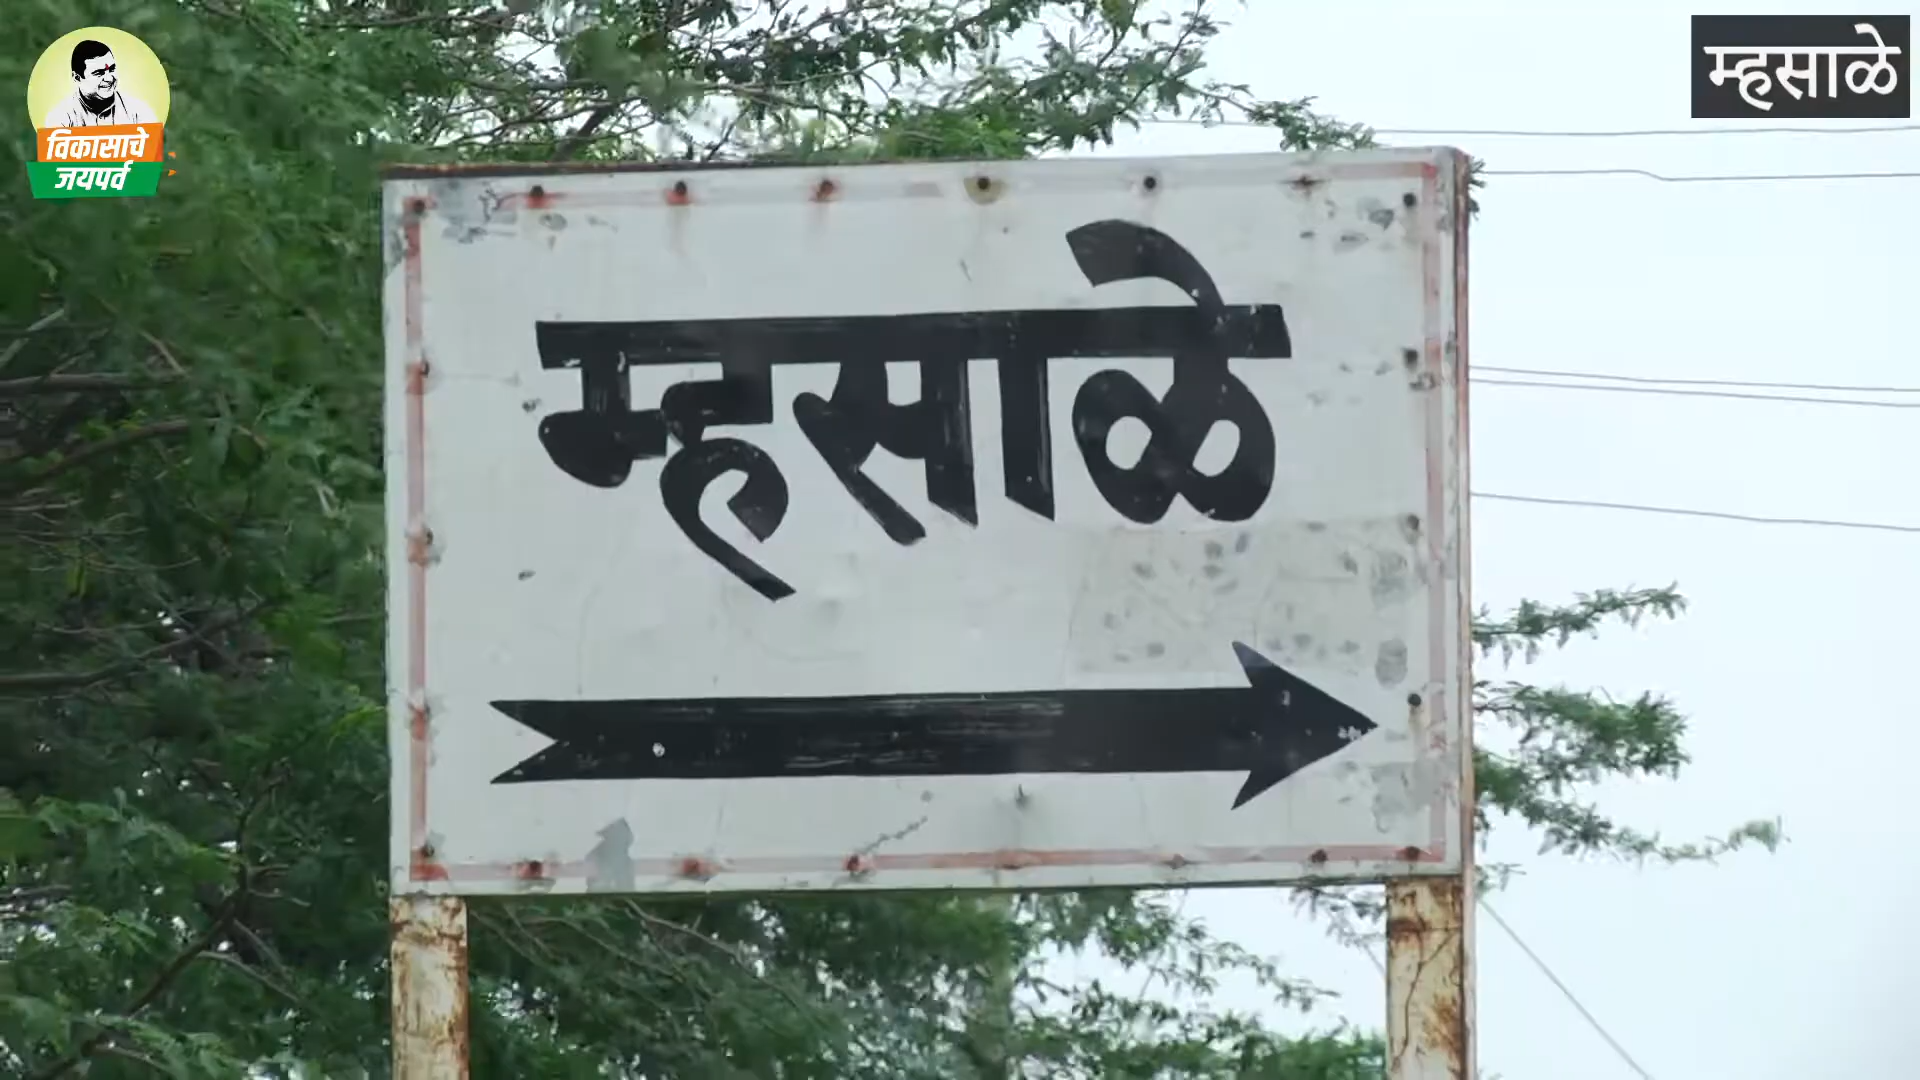 विकासाचे
जयपर्व
म्हसाळे
म्हसाळे